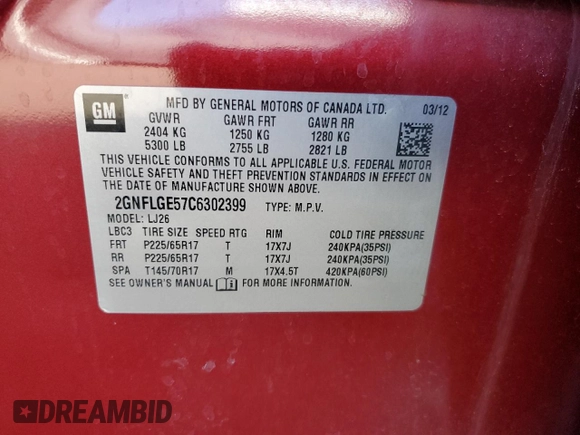 GM
MFD BY GENERAL MOTORS OF CANADA LTD. 03/12
GVWR GAWR FRT GAWR RR
2404 KG 1250 KG 1280 KG
5300 LB 2755 LB 2821 LB
THIS VEHICLE CONFORMS TO ALL APPLICABLE U.S. FEDERAL MOTOR
VEHICLE SAFETY AND THEFT PREVENTION STANDARDS IN EFFECT ON
THE DATE OF MANUFACTURE SHOWN ABOVE.
2GNFLGE57C6302399 TYPE: M.P.V.
MODEL: LJ26
LBC3 TIRE SIZE SPEED RTG RIM COLD TIRE PRESSURE
FRT P225/65R17 T 17X7J 240KPA(35PSI)
RR P225/65R17 T 17X7J 240KPA(35PSI)
SPA T145/70R17 M 17X4.5T 420KPA(60PSI)
SEE OWNER'S MANUAL FOR MORE INFORMATION.
DREAMBID